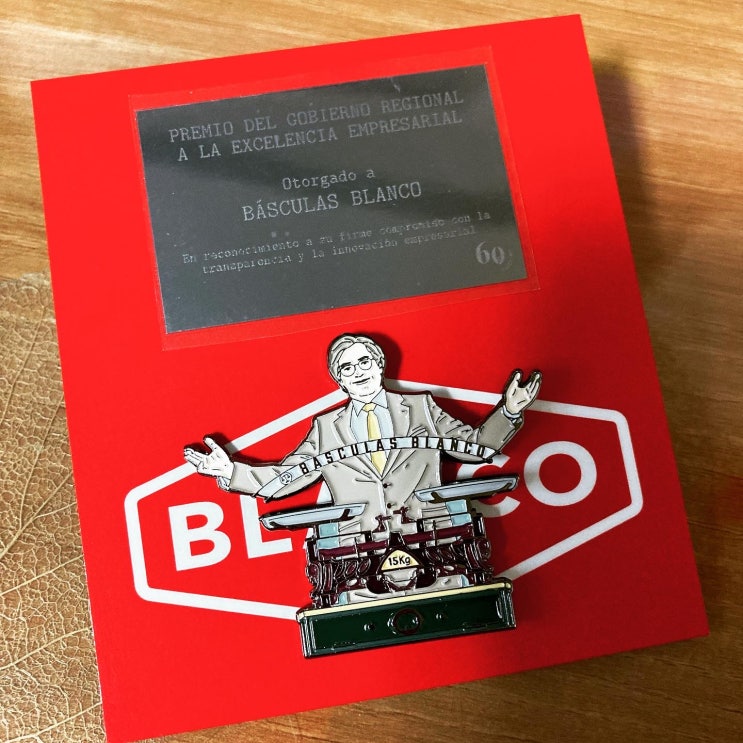 PREMIO DEL GOBIERNO REGIONAL
A LA EXCELENCIA EMPRESARIAL
Otorgado a
BÁSCULAS BLANCO
En reconocimiento a su firme compromiso con la
transparencia y la innovación empresarial
60
BÁSCULAS BLANCO
BL CO
15Kg